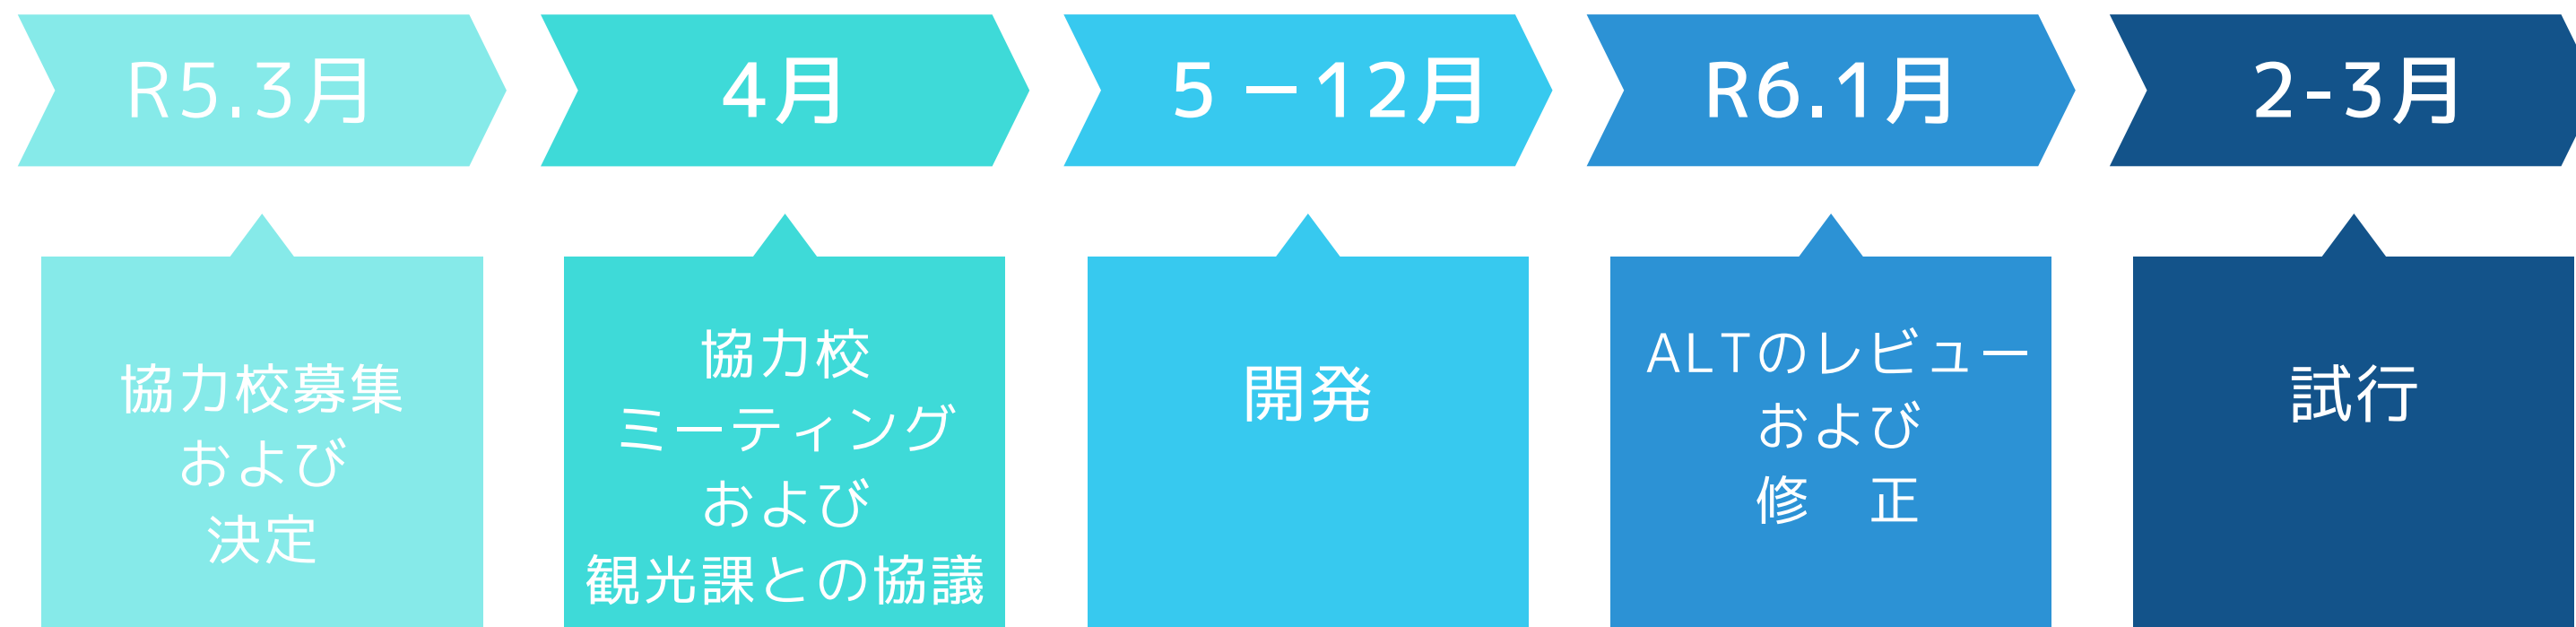 R5.3月
4月
5－12月
R6.1月
2-3月
協力校募集
および
決定
協力校
ミーティング
および
観光課との協議
開発
ALTのレビュー
および
修　正
試行